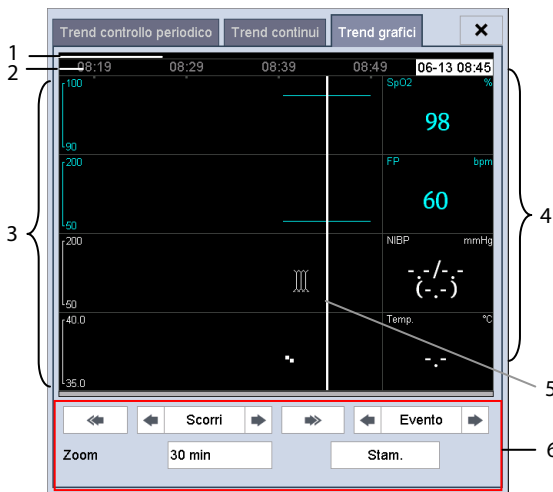 Trend controllo periodico Trend continui Trend grafici ×
1
2 08:19 08:29 08:39 08:49 06-13 08:45
100 SpO2 %
98
90
200 FP bpm
60
50
3
4
200 NIBP mmHg
-.-/-.-
(-.-)
50
40.0 Temp. °C
-.-
35.0
5
Scorri Evento
6
Zoom 30 min Stam.